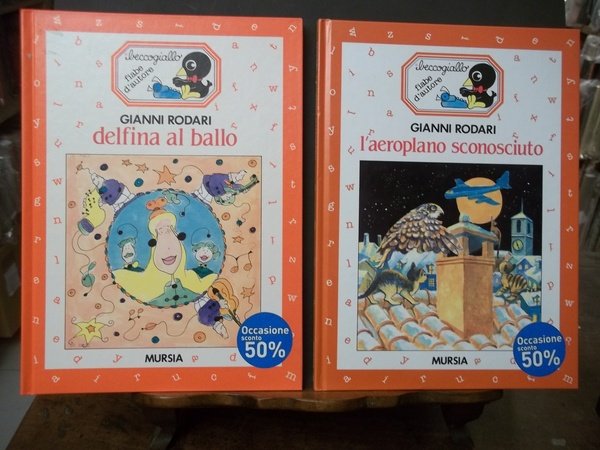 beccogiallo
fiabe
d'autore
GIANNI RODARI
delfina al ballo
Occasione
sconto
50%
MURSIA
beccogiallo
fiabe
d'autore
GIANNI RODARI
l'aeroplano sconosciuto
Occasione
sconto
50%
MURSIA